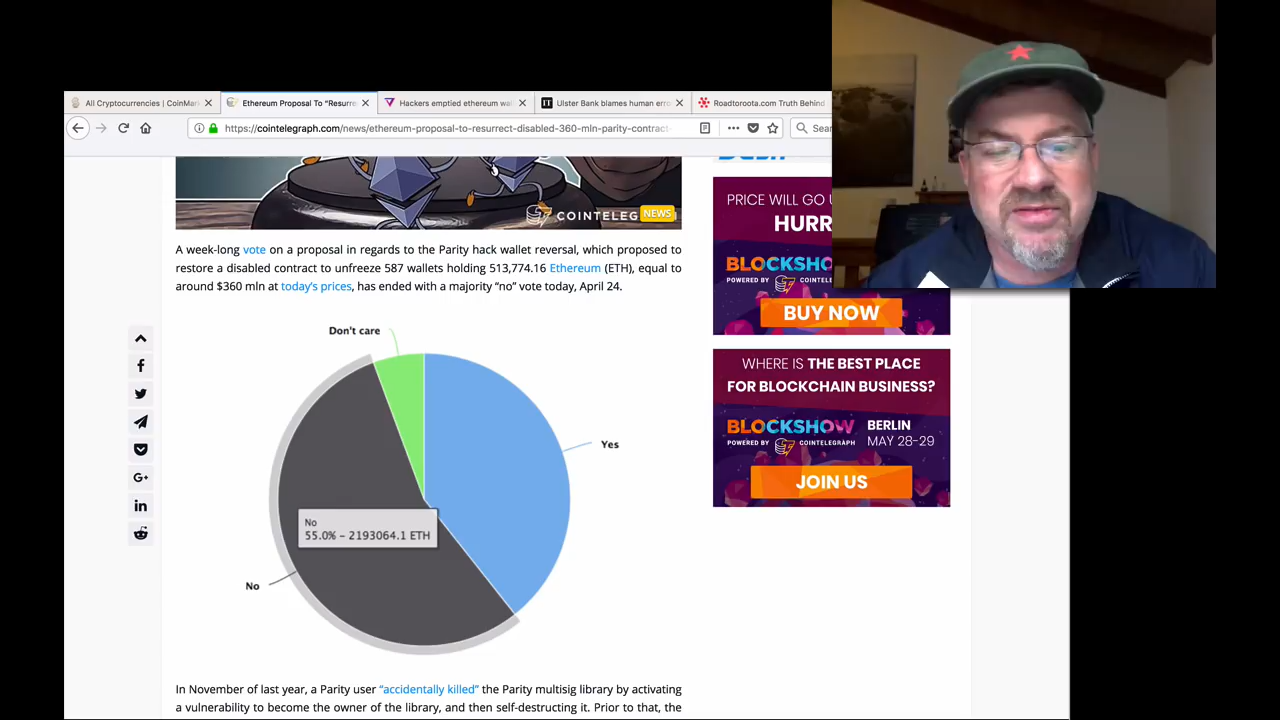 All Cryptocurrencies | CoinMar
Ethereum Proposal To “Resurre
Hackers emptied ethereum wal
Ulster Bank blames human erro
Roadtoroota.com Truth Behind
https://cointelegraph.com/news/ethereum-proposal-to-resurrect-disabled-360-mln-parity-contract-
Sear
COINTELEG
NEWS
A week-long vote on a proposal in regards to the Parity hack wallet reversal, which proposed to
restore a disabled contract to unfreeze 587 wallets holding 513,774.16 Ethereum (ETH), equal to
around $360 mln at today’s prices, has ended with a majority “no” vote today, April 24.
Don't care
Yes
No
55.0% – 2193064.1 ETH
No
In November of last year, a Parity user “accidentally killed” the Parity multisig library by activating
a vulnerability to become the owner of the library, and then self-destructing it. Prior to that, the
PRICE WILL GO U
HURR
BLOCKSHO
POWERED BY COINTELE
BUY NOW
WHERE IS THE BEST PLACE
FOR BLOCKCHAIN BUSINESS?
BLOCKSHOW
POWERED BY COINTELEGRAPH
BERLIN
MAY 28-29
JOIN US